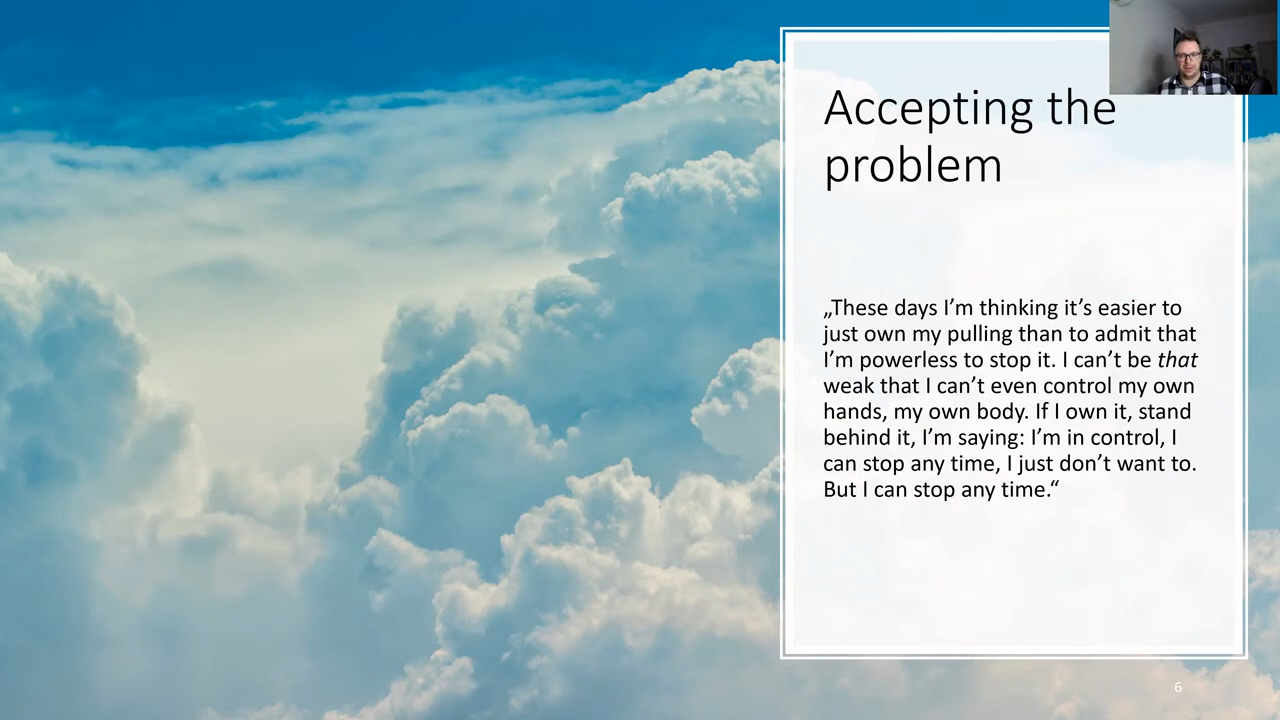 Accepting the
problem
„These days I’m thinking it’s easier to
just own my pulling than to admit that
I’m powerless to stop it. I can’t be that
weak that I can’t even control my own
hands, my own body. If I own it, stand
behind it, I’m saying: I’m in control, I
can stop any time, I just don’t want to.
But I can stop any time.“
6